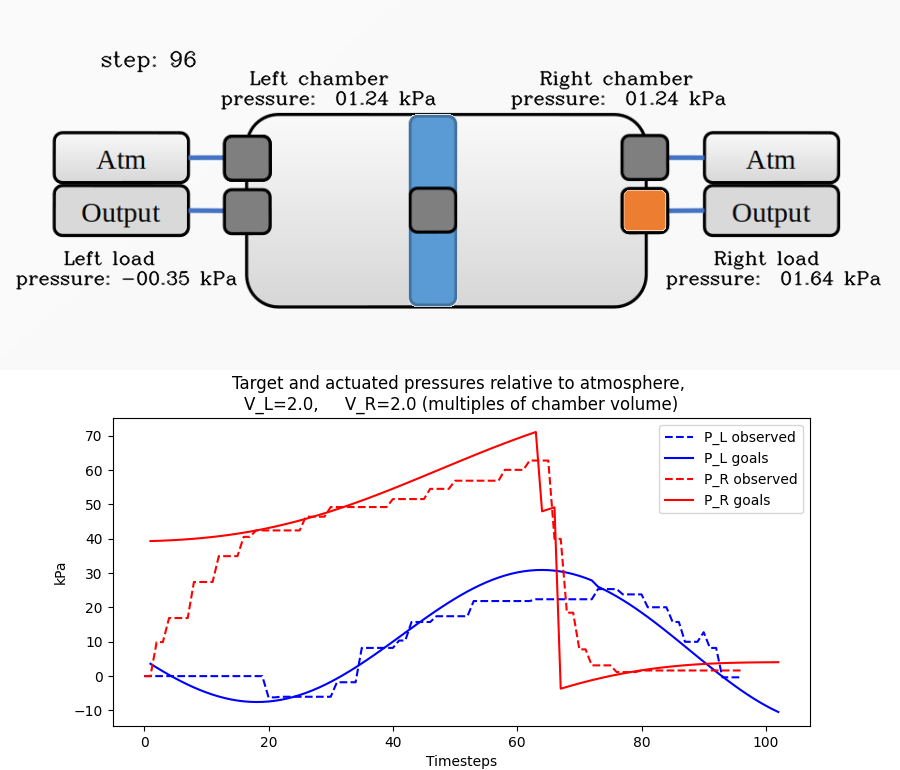 step: 96
Left chamber
pressure:  01.24 kPa
Right chamber
pressure:  01.24 kPa
Atm
Output
Atm
Output
Left load
pressure: -00.35 kPa
Right load
pressure:  01.64 kPa
Target and actuated pressures relative to atmosphere,
V_L=2.0,     V_R=2.0 (multiples of chamber volume)
70
60
50
40
30
20
10
0
−10
kPa
P_L observed
P_L goals
P_R observed
P_R goals
0 20 40 60 80 100
Timesteps